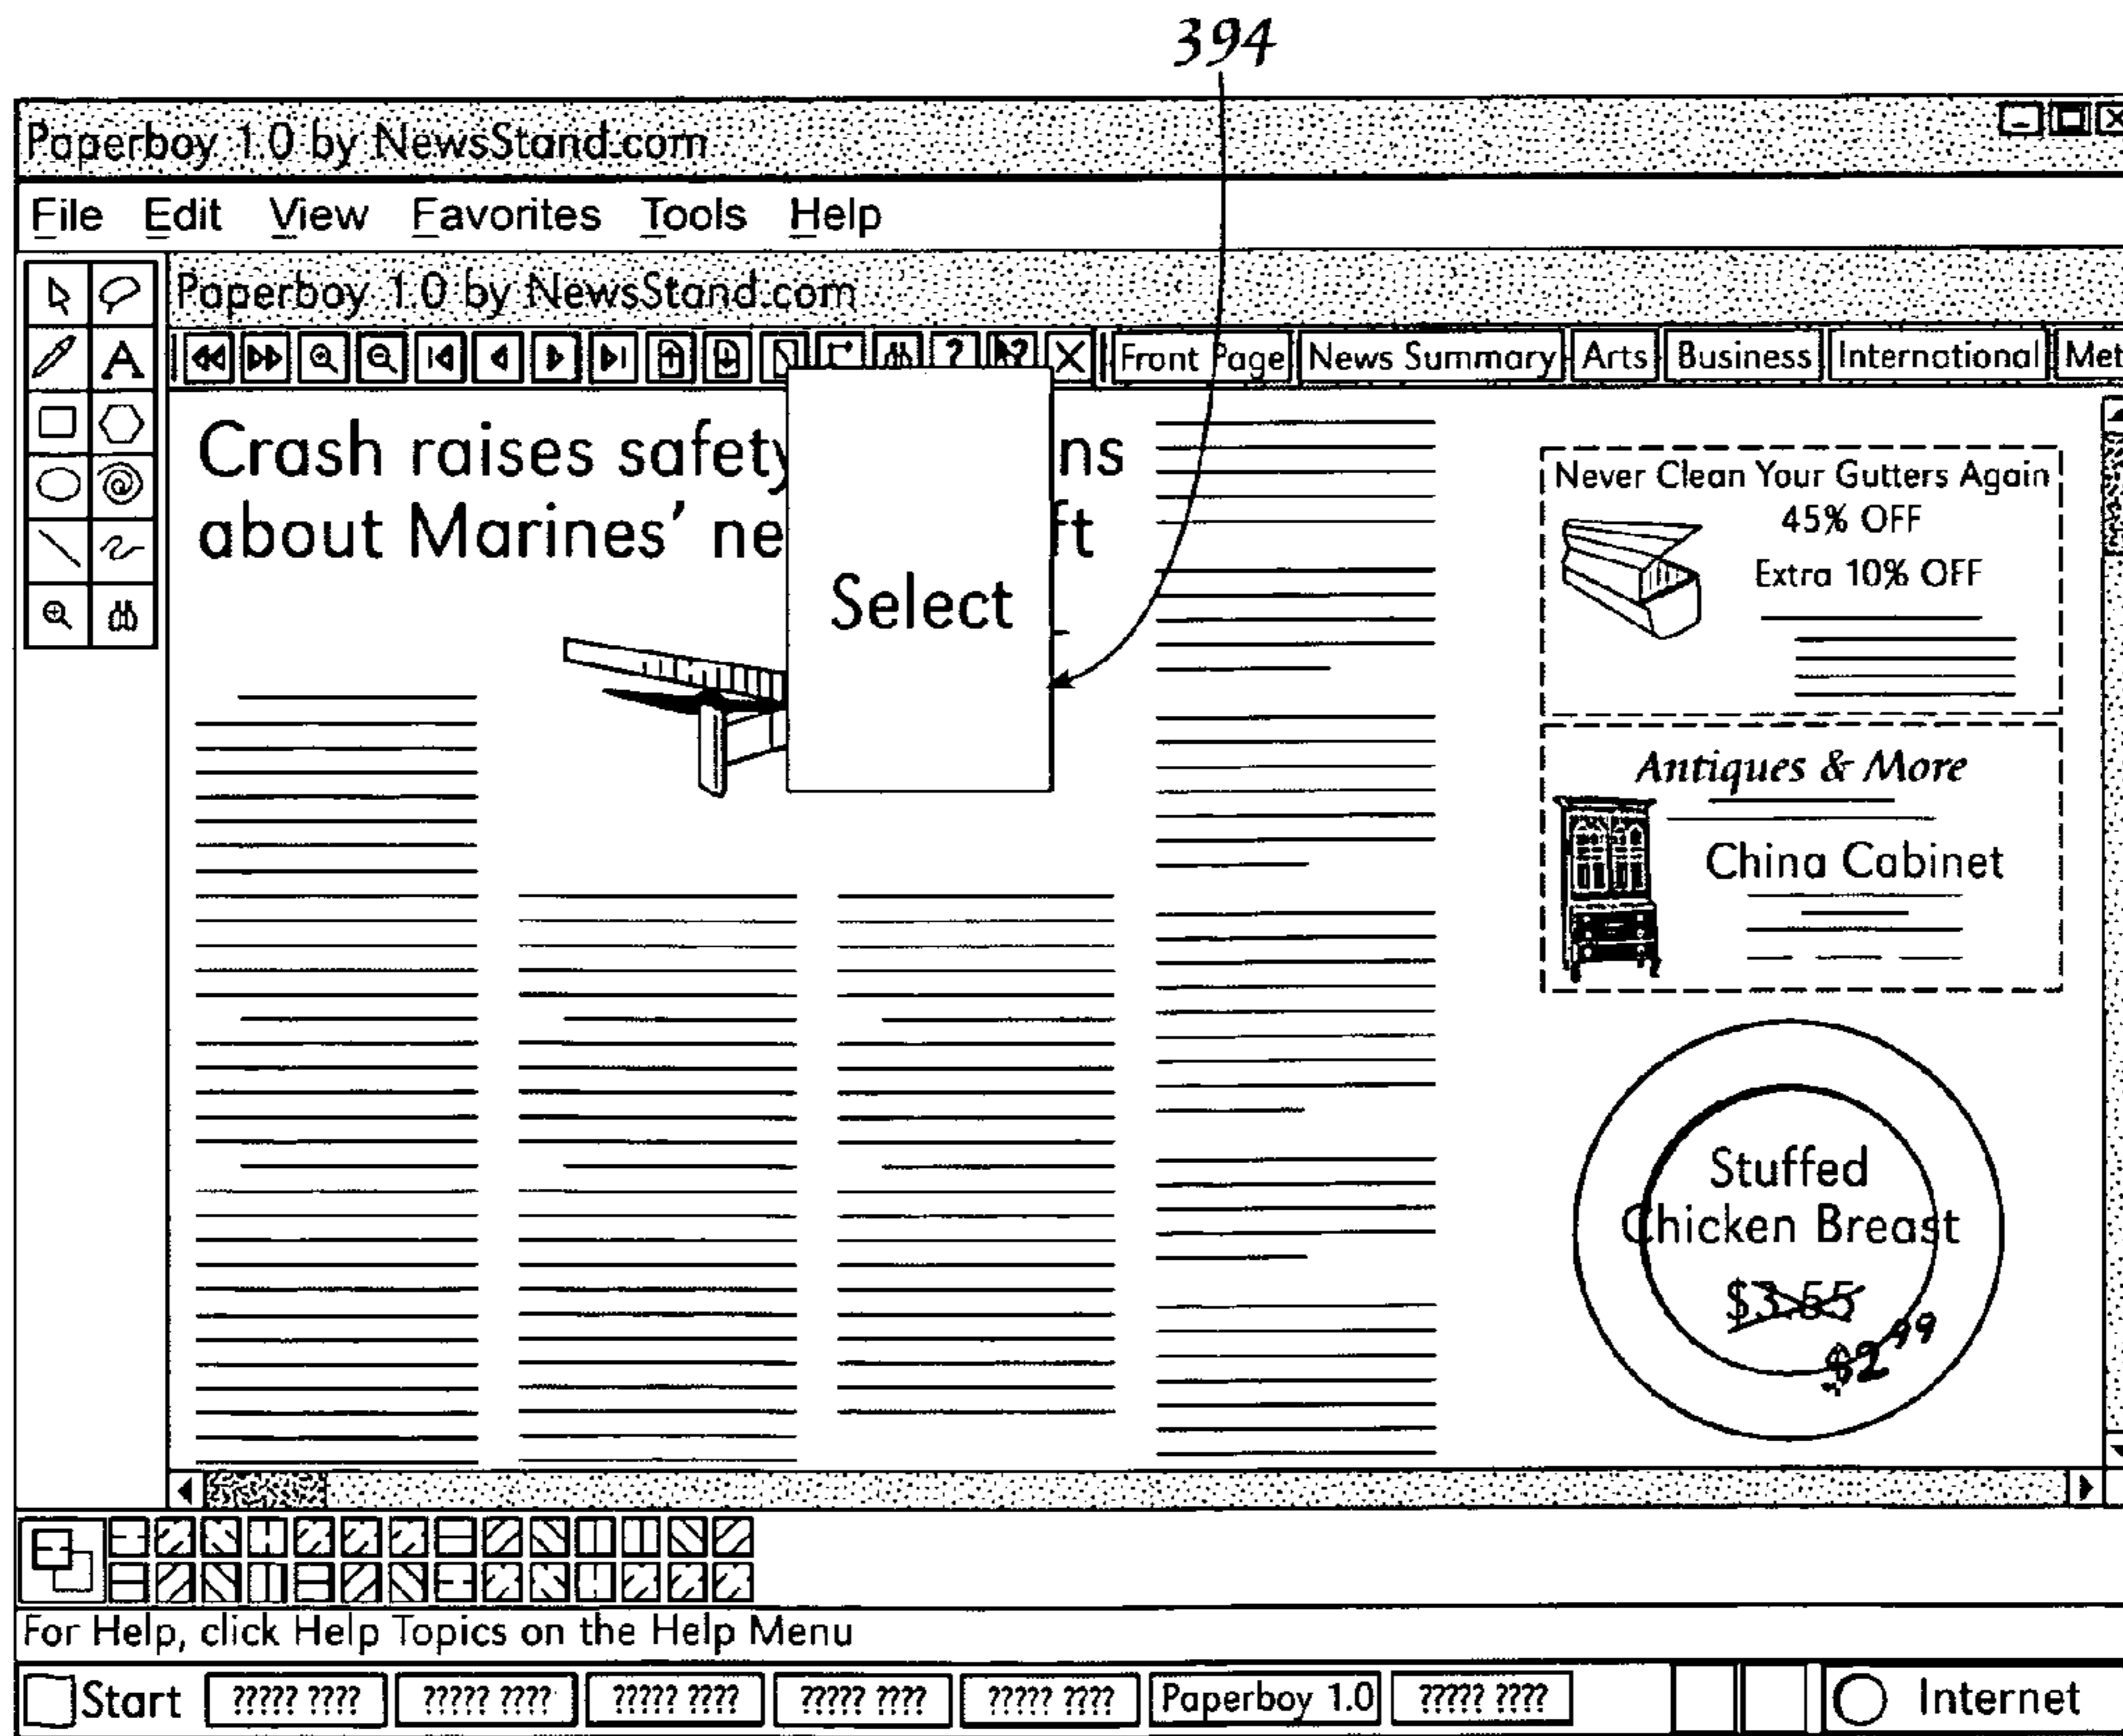 394
Paperboy 1.0 by NewsStand.com
File Edit View Favorites Tools Help
Paperboy 1.0 by NewsStand.com
A ? ? Front Page News Summary Arts Business International Met
Crash raises safety ns
about Marines' ne ft
Select
Never Clean Your Gutters Again
45% OFF
Extra 10% OFF
Antiques & More
China Cabinet
Stuffed
Chicken Breast
$3.55
$2.99
For Help, click Help Topics on the Help Menu
Start ????? ???? ????? ???? ????? ???? ????? ???? ????? ???? Paperboy 1.0 ????? ???? Internet